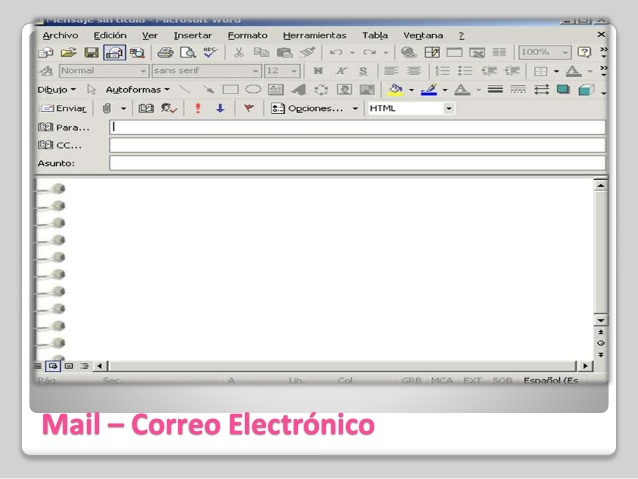 Mensaje sin título - Microsoft Word
Archivo Edición Ver Insertar Formato Herramientas Tabla Ventana ?
100%
Normal sans serif 12 N K S
Dibujo Autoformas
Enviar Opciones... HTML
Para...
CC...
Asunto:
Pág. Sec. A Lín. Col. GRB MCA EXT SOB Español (Es
Mail – Correo Electrónico